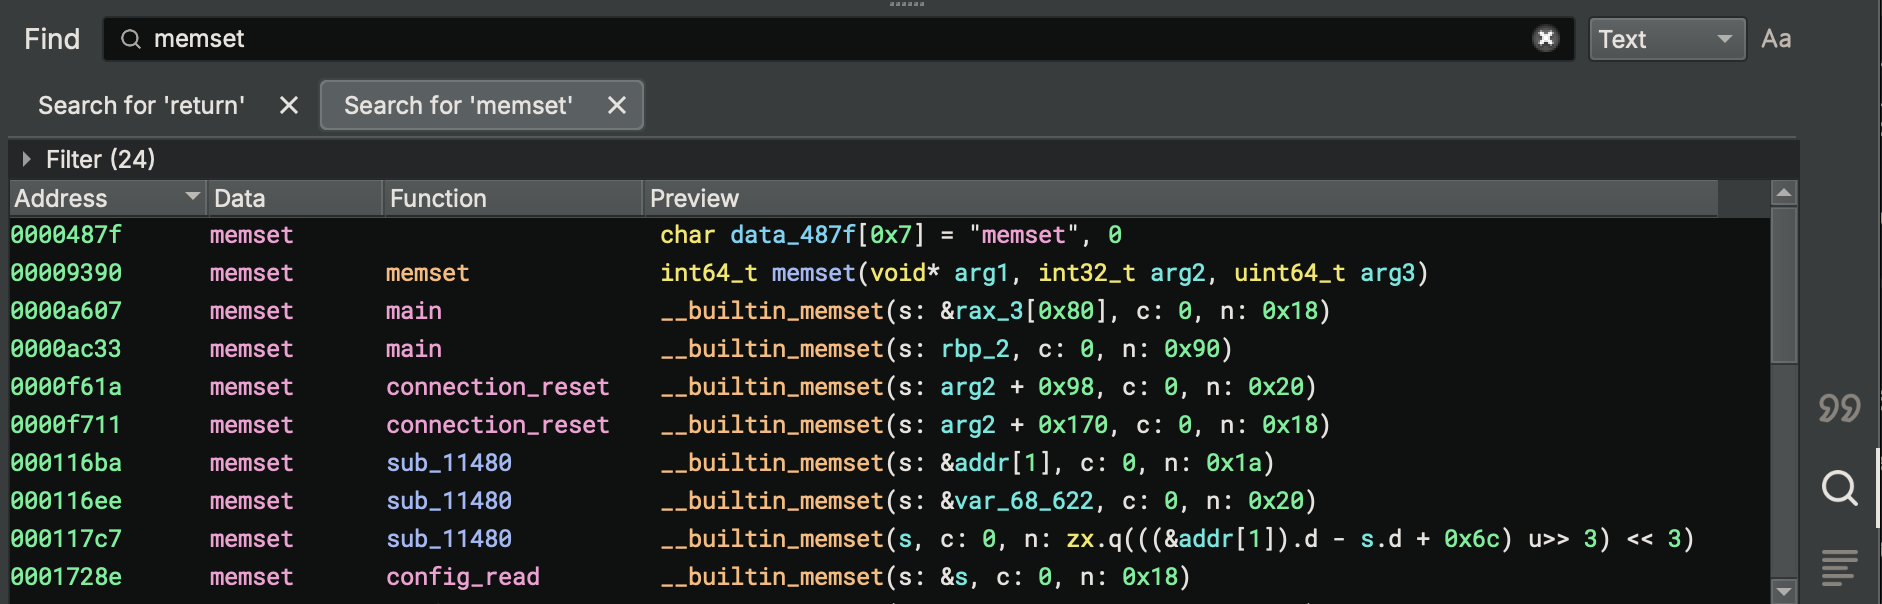 Find memset Text Aa
Search for 'return' Search for 'memset'
Filter (24)
Address Data Function Preview
0000487f memset char data_487f[0x7] = "memset", 0
00009390 memset memset int64_t memset(void* arg1, int32_t arg2, uint64_t arg3)
0000a607 memset main __builtin_memset(s: &rax_3[0x80], c: 0, n: 0x18)
0000ac33 memset main __builtin_memset(s: rbp_2, c: 0, n: 0x90)
0000f61a memset connection_reset __builtin_memset(s: arg2 + 0x98, c: 0, n: 0x20)
0000f711 memset connection_reset __builtin_memset(s: arg2 + 0x170, c: 0, n: 0x18)
000116ba memset sub_11480 __builtin_memset(s: &addr[1], c: 0, n: 0x1a)
000116ee memset sub_11480 __builtin_memset(s: &var_68_622, c: 0, n: 0x20)
000117c7 memset sub_11480 __builtin_memset(s, c: 0, n: zx.q(((&addr[1]).d - s.d + 0x6c) u>> 3) << 3)
0001728e memset config_read __builtin_memset(s: &s, c: 0, n: 0x18)